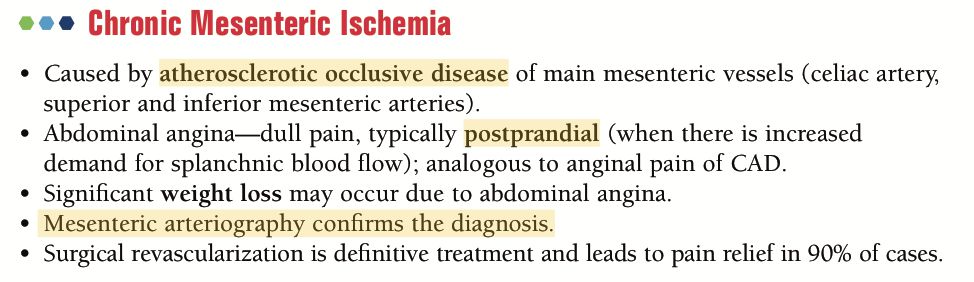 Chronic Mesenteric Ischemia
• Caused by atherosclerotic occlusive disease of main mesenteric vessels (celiac artery,
superior and inferior mesenteric arteries).
• Abdominal angina—dull pain, typically postprandial (when there is increased
demand for splanchnic blood flow); analogous to anginal pain of CAD.
• Significant weight loss may occur due to abdominal angina.
• Mesenteric arteriography confirms the diagnosis.
• Surgical revascularization is definitive treatment and leads to pain relief in 90% of cases.